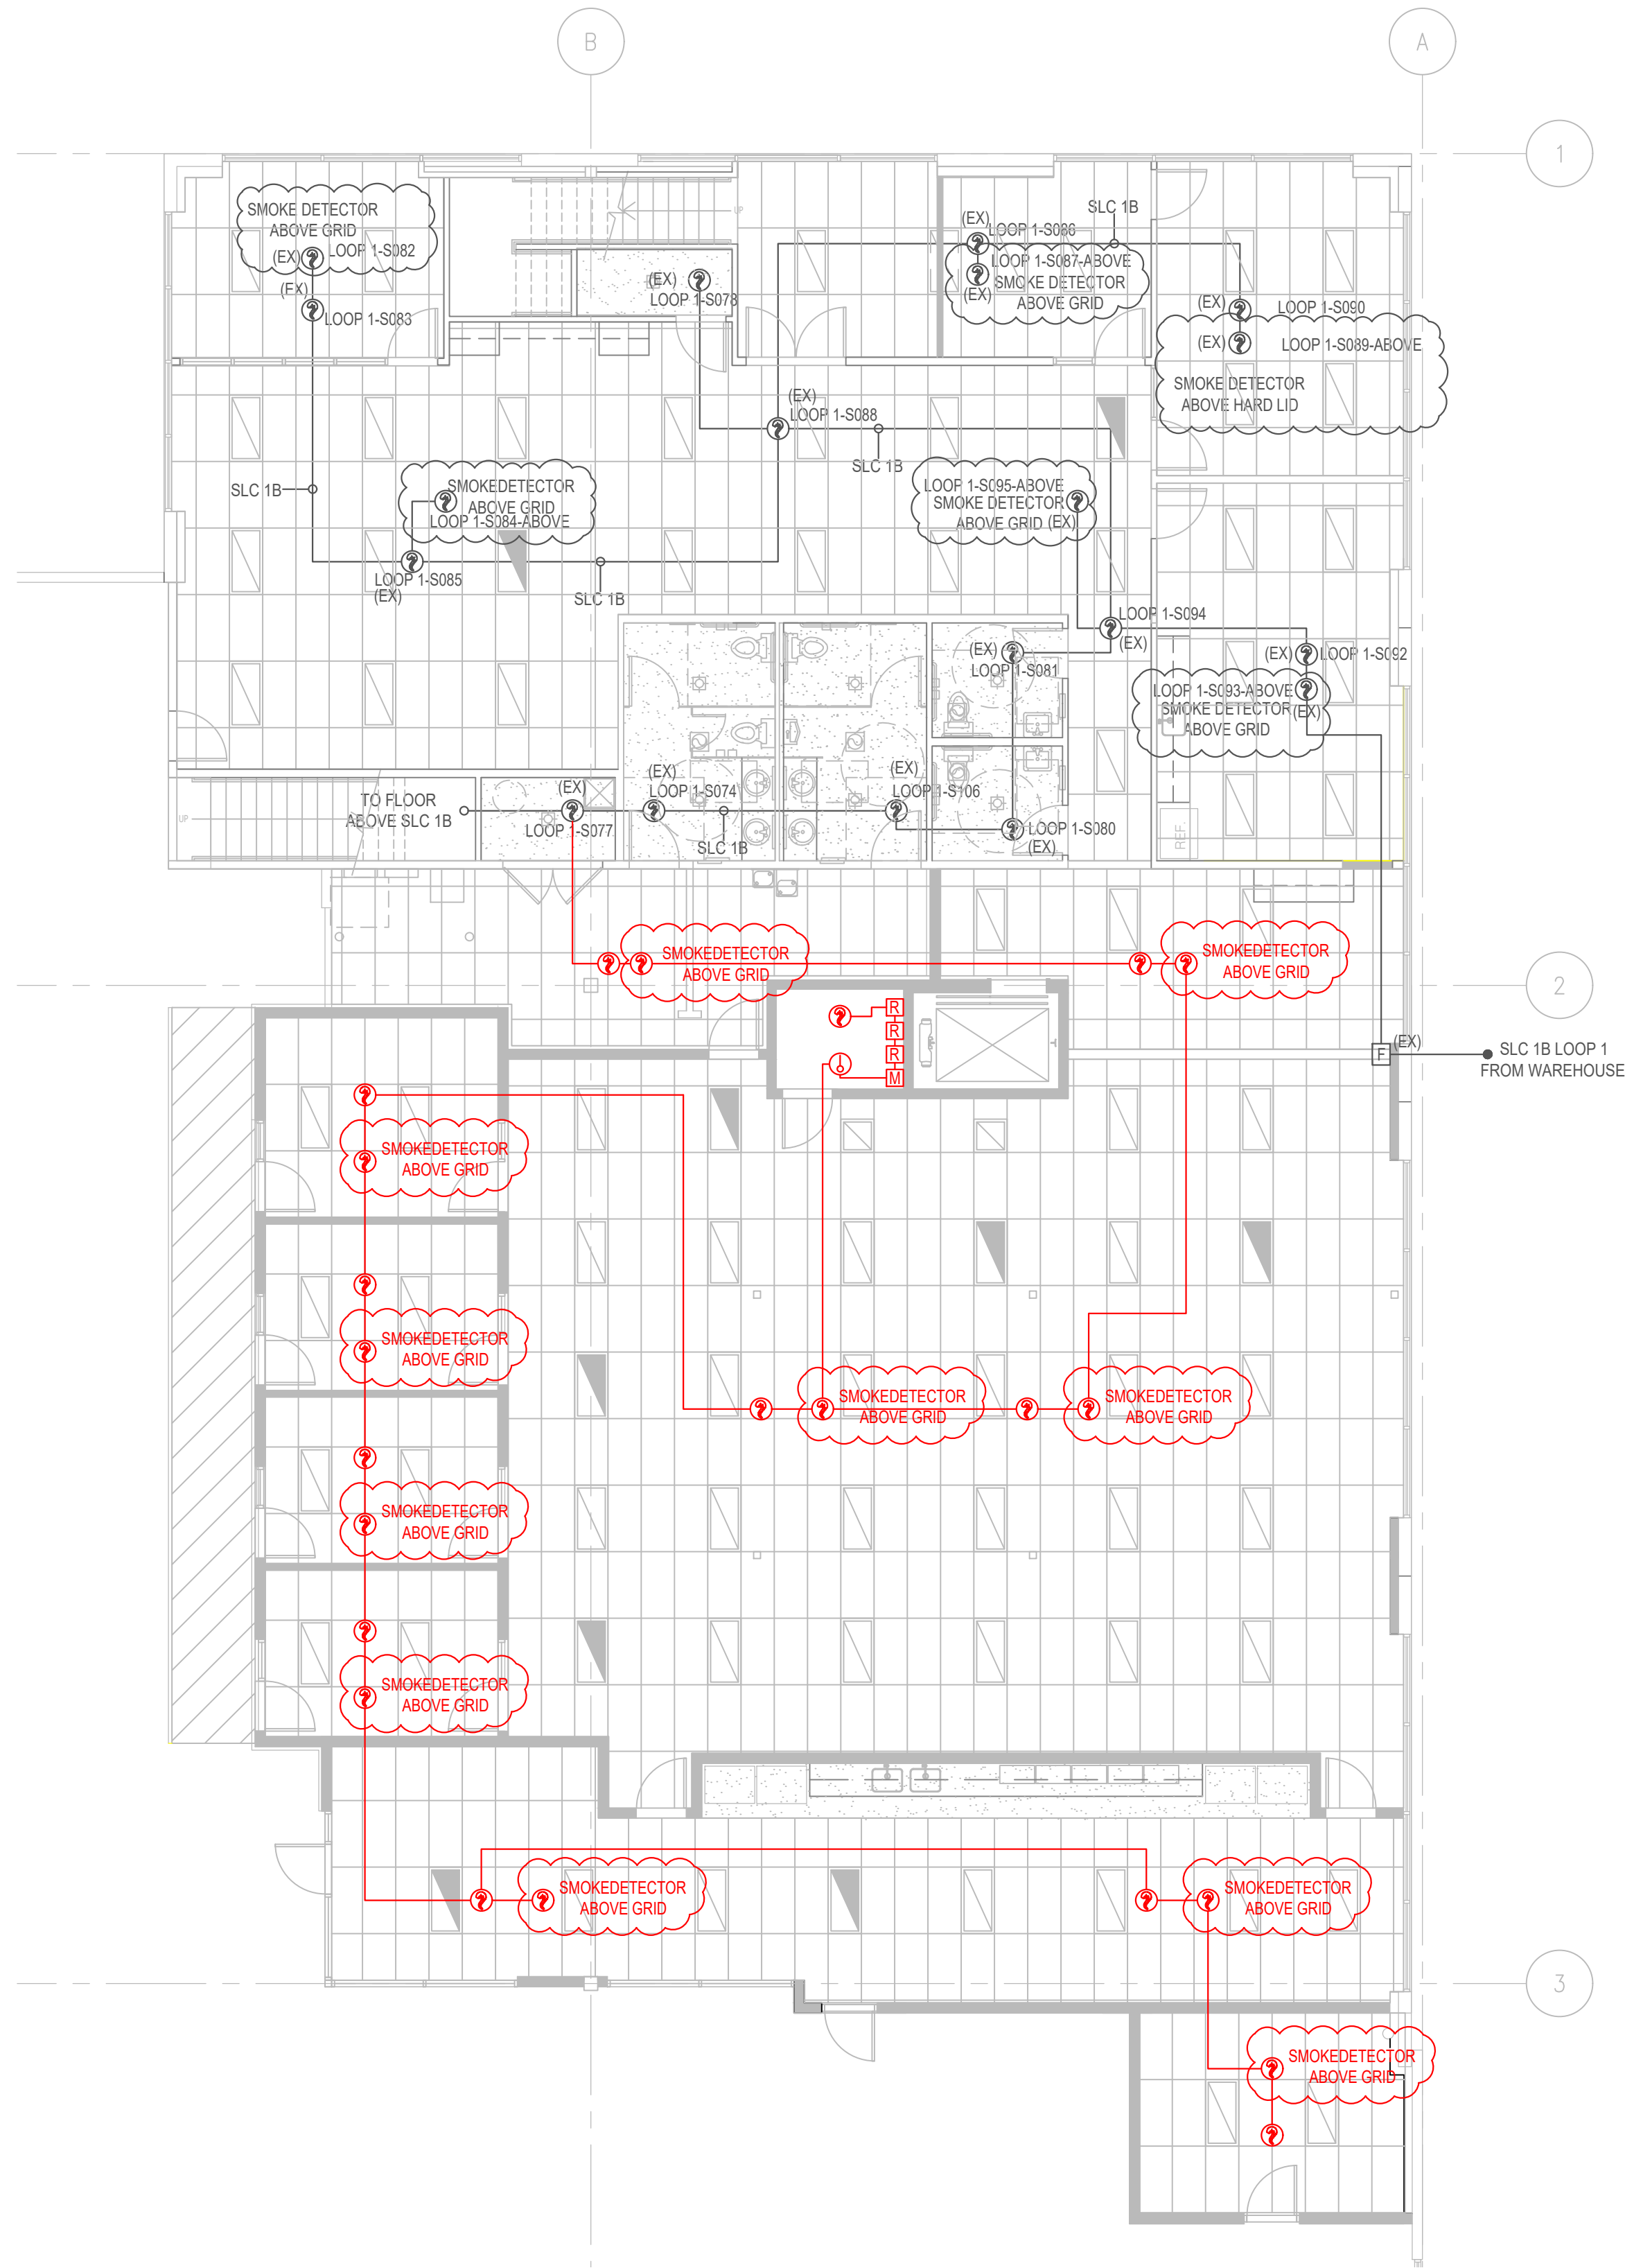 B
A
1
SMOKE DETECTOR
ABOVE GRID
(EX)
LOOP 1-S082
(EX)
LOOP 1-S083
UP
(EX)
LOOP 1-S078
(EX)
LOOP 1-S086
SLC 1B
LOOP 1-S087-ABOVE
SMOKE DETECTOR
(EX)
ABOVE GRID
(EX)
LOOP 1-S090
(EX)
LOOP 1-S089-ABOVE
SMOKE DETECTOR
ABOVE HARD LID
(EX)
LOOP 1-S088
SLC 1B
SLC 1B
SMOKEDETECTOR
ABOVE GRID
LOOP 1-S084-ABOVE
LOOP 1-S095-ABOVE
SMOKE DETECTOR
ABOVE GRID
(EX)
LOOP 1-S085
(EX)
SLC 1B
LOOP 1-S094
(EX)
(EX)
LOOP 1-S081
(EX)
LOOP 1-S092
LOOP 1-S093-ABOVE
SMOKE DETECTOR
(EX)
ABOVE GRID
TO FLOOR
ABOVE SLC 1B
UP
(EX)
LOOP 1-S077
(EX)
LOOP 1-S074
SLC 1B
(EX)
LOOP 1-S106
LOOP 1-S080
(EX)
REF.
SMOKEDETECTOR
ABOVE GRID
SMOKEDETECTOR
ABOVE GRID
2
R
R
R
M
F
(EX)
SLC 1B LOOP 1
FROM WAREHOUSE
SMOKEDETECTOR
ABOVE GRID
SMOKEDETECTOR
ABOVE GRID
SMOKEDETECTOR
ABOVE GRID
SMOKEDETECTOR
ABOVE GRID
SMOKEDETECTOR
ABOVE GRID
SMOKEDETECTOR
ABOVE GRID
SMOKEDETECTOR
ABOVE GRID
SMOKEDETECTOR
ABOVE GRID
3
SMOKEDETECTOR
ABOVE GRID